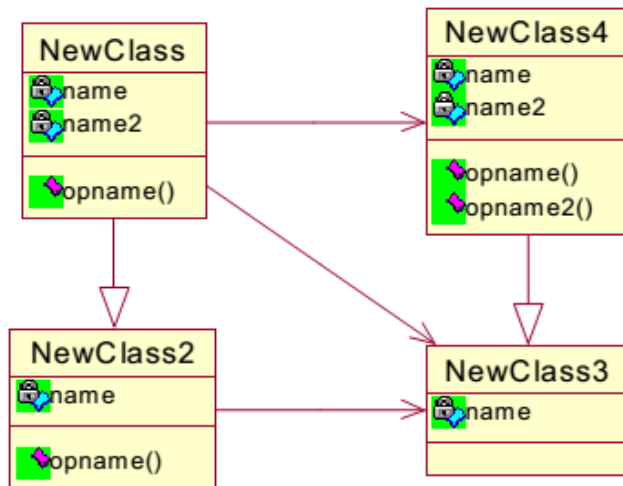 NewClass
name
name2
opname()
NewClass4
name
name2
opname()
opname2()
NewClass2
name
opname()
NewClass3
name